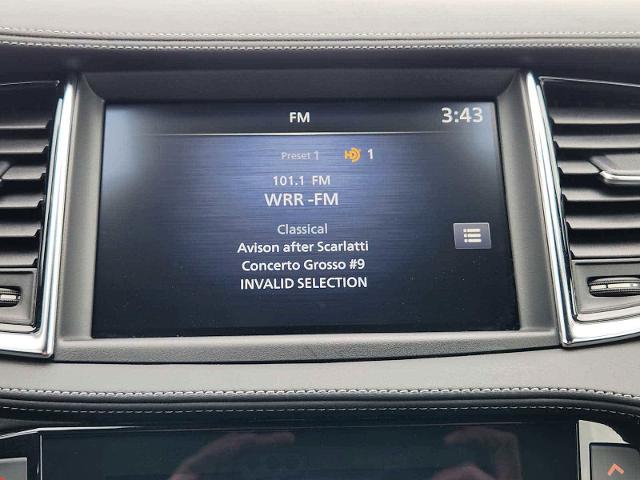 FM 3:43
Preset 1 HD 1
101.1 FM
WRR -FM
Classical
Avison after Scarlatti
Concerto Grosso #9
INVALID SELECTION